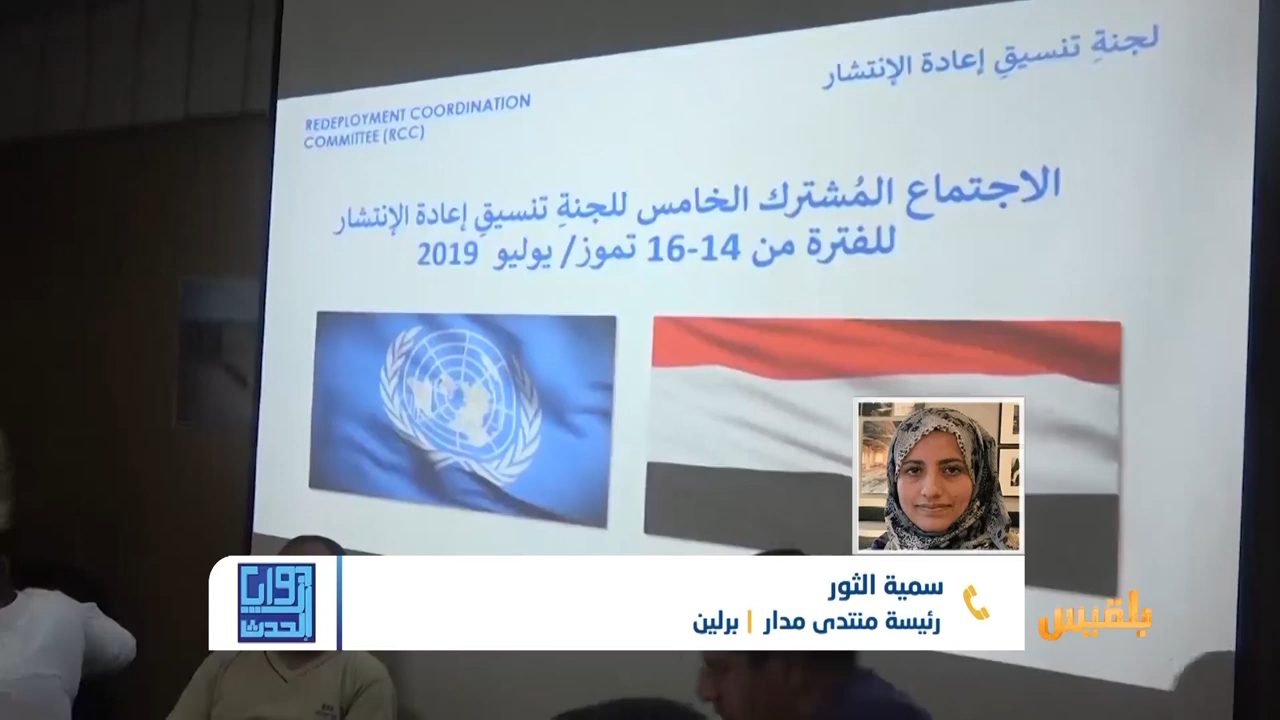 لجنةِ تنسيقِ إعادة الإنتشار
REDEPLOYMENT COORDINATION
COMMITTEE (RCC)
الاجتماع المُشترك الخامس للجنةِ تنسيقِ إعادة الإنتشار
للفترة من 14-16 تموز/ يوليو 2019
سمية الثور
رئيسة منتدى مدار | برلين
زوايا
الحدث
بلقيس